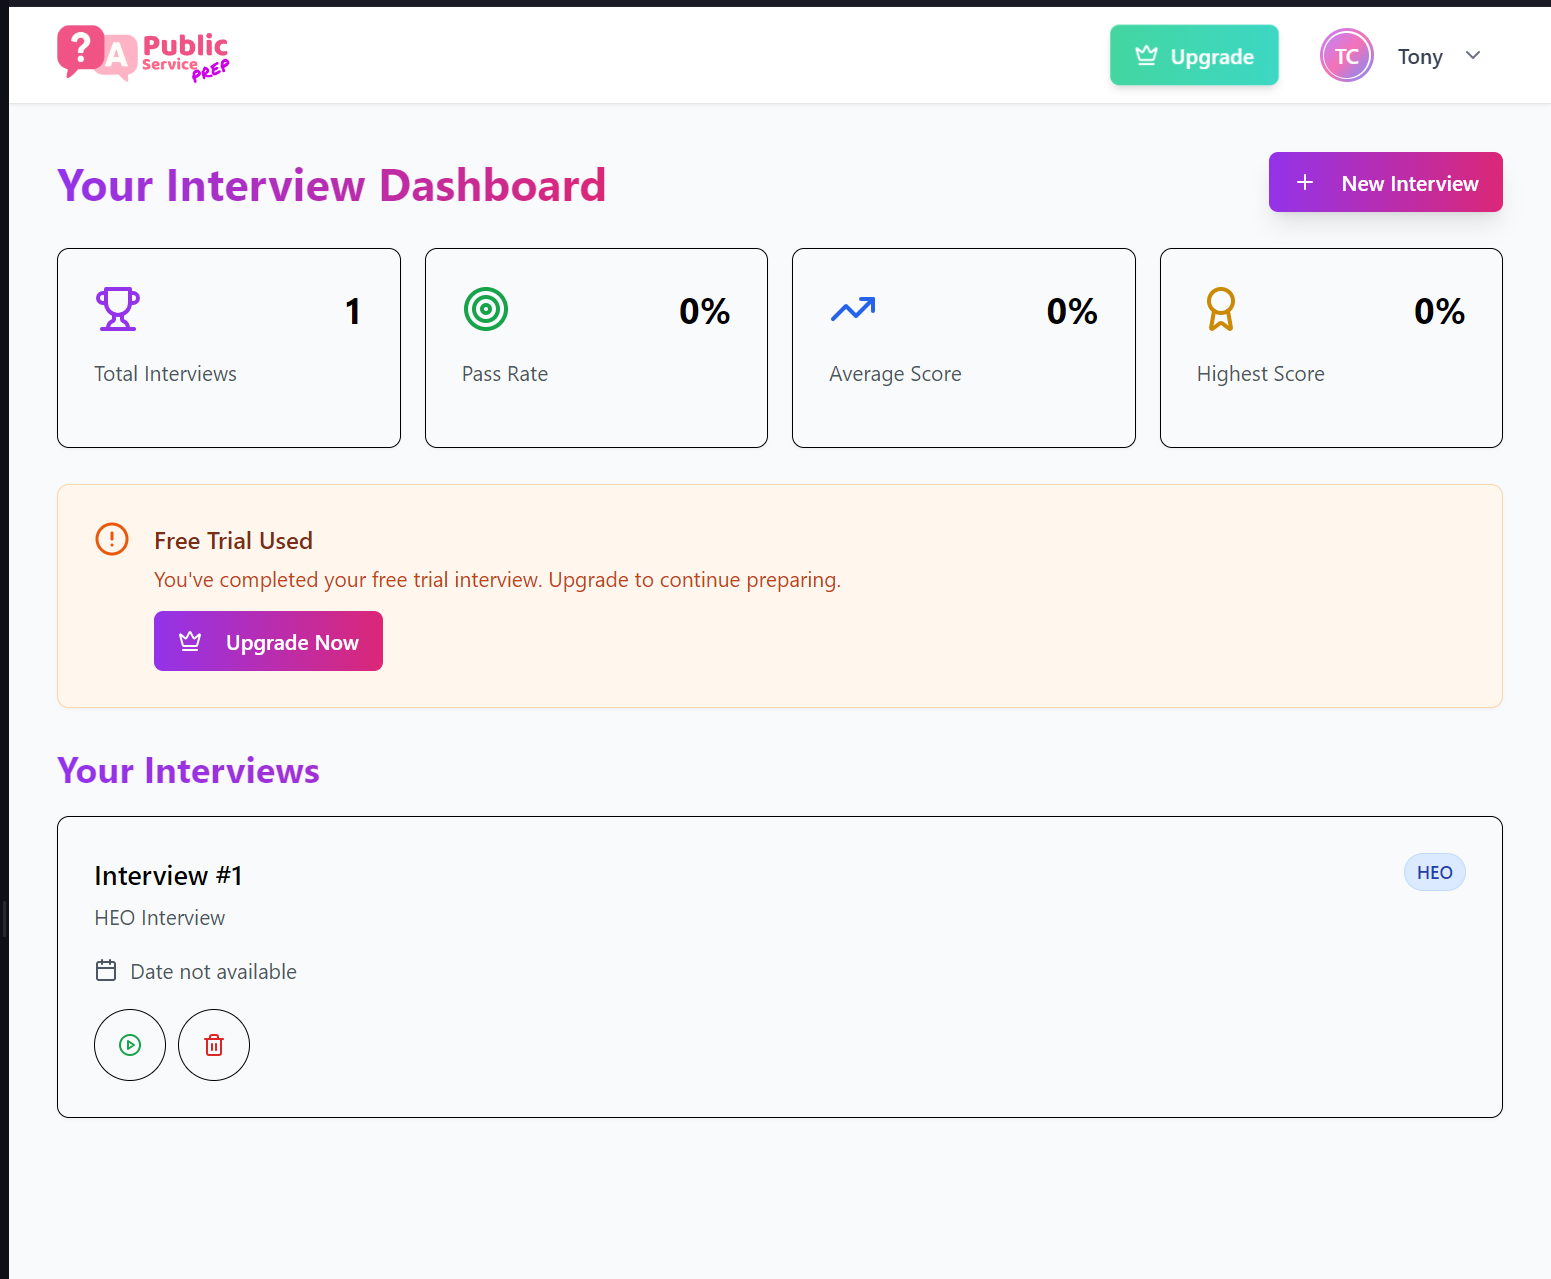 ? A Public
Service PREP
Upgrade
TC
Tony
Your Interview Dashboard
New Interview
1
Total Interviews
0%
Pass Rate
0%
Average Score
0%
Highest Score
Free Trial Used
You've completed your free trial interview. Upgrade to continue preparing.
Upgrade Now
Your Interviews
Interview #1
HEO
HEO Interview
Date not available